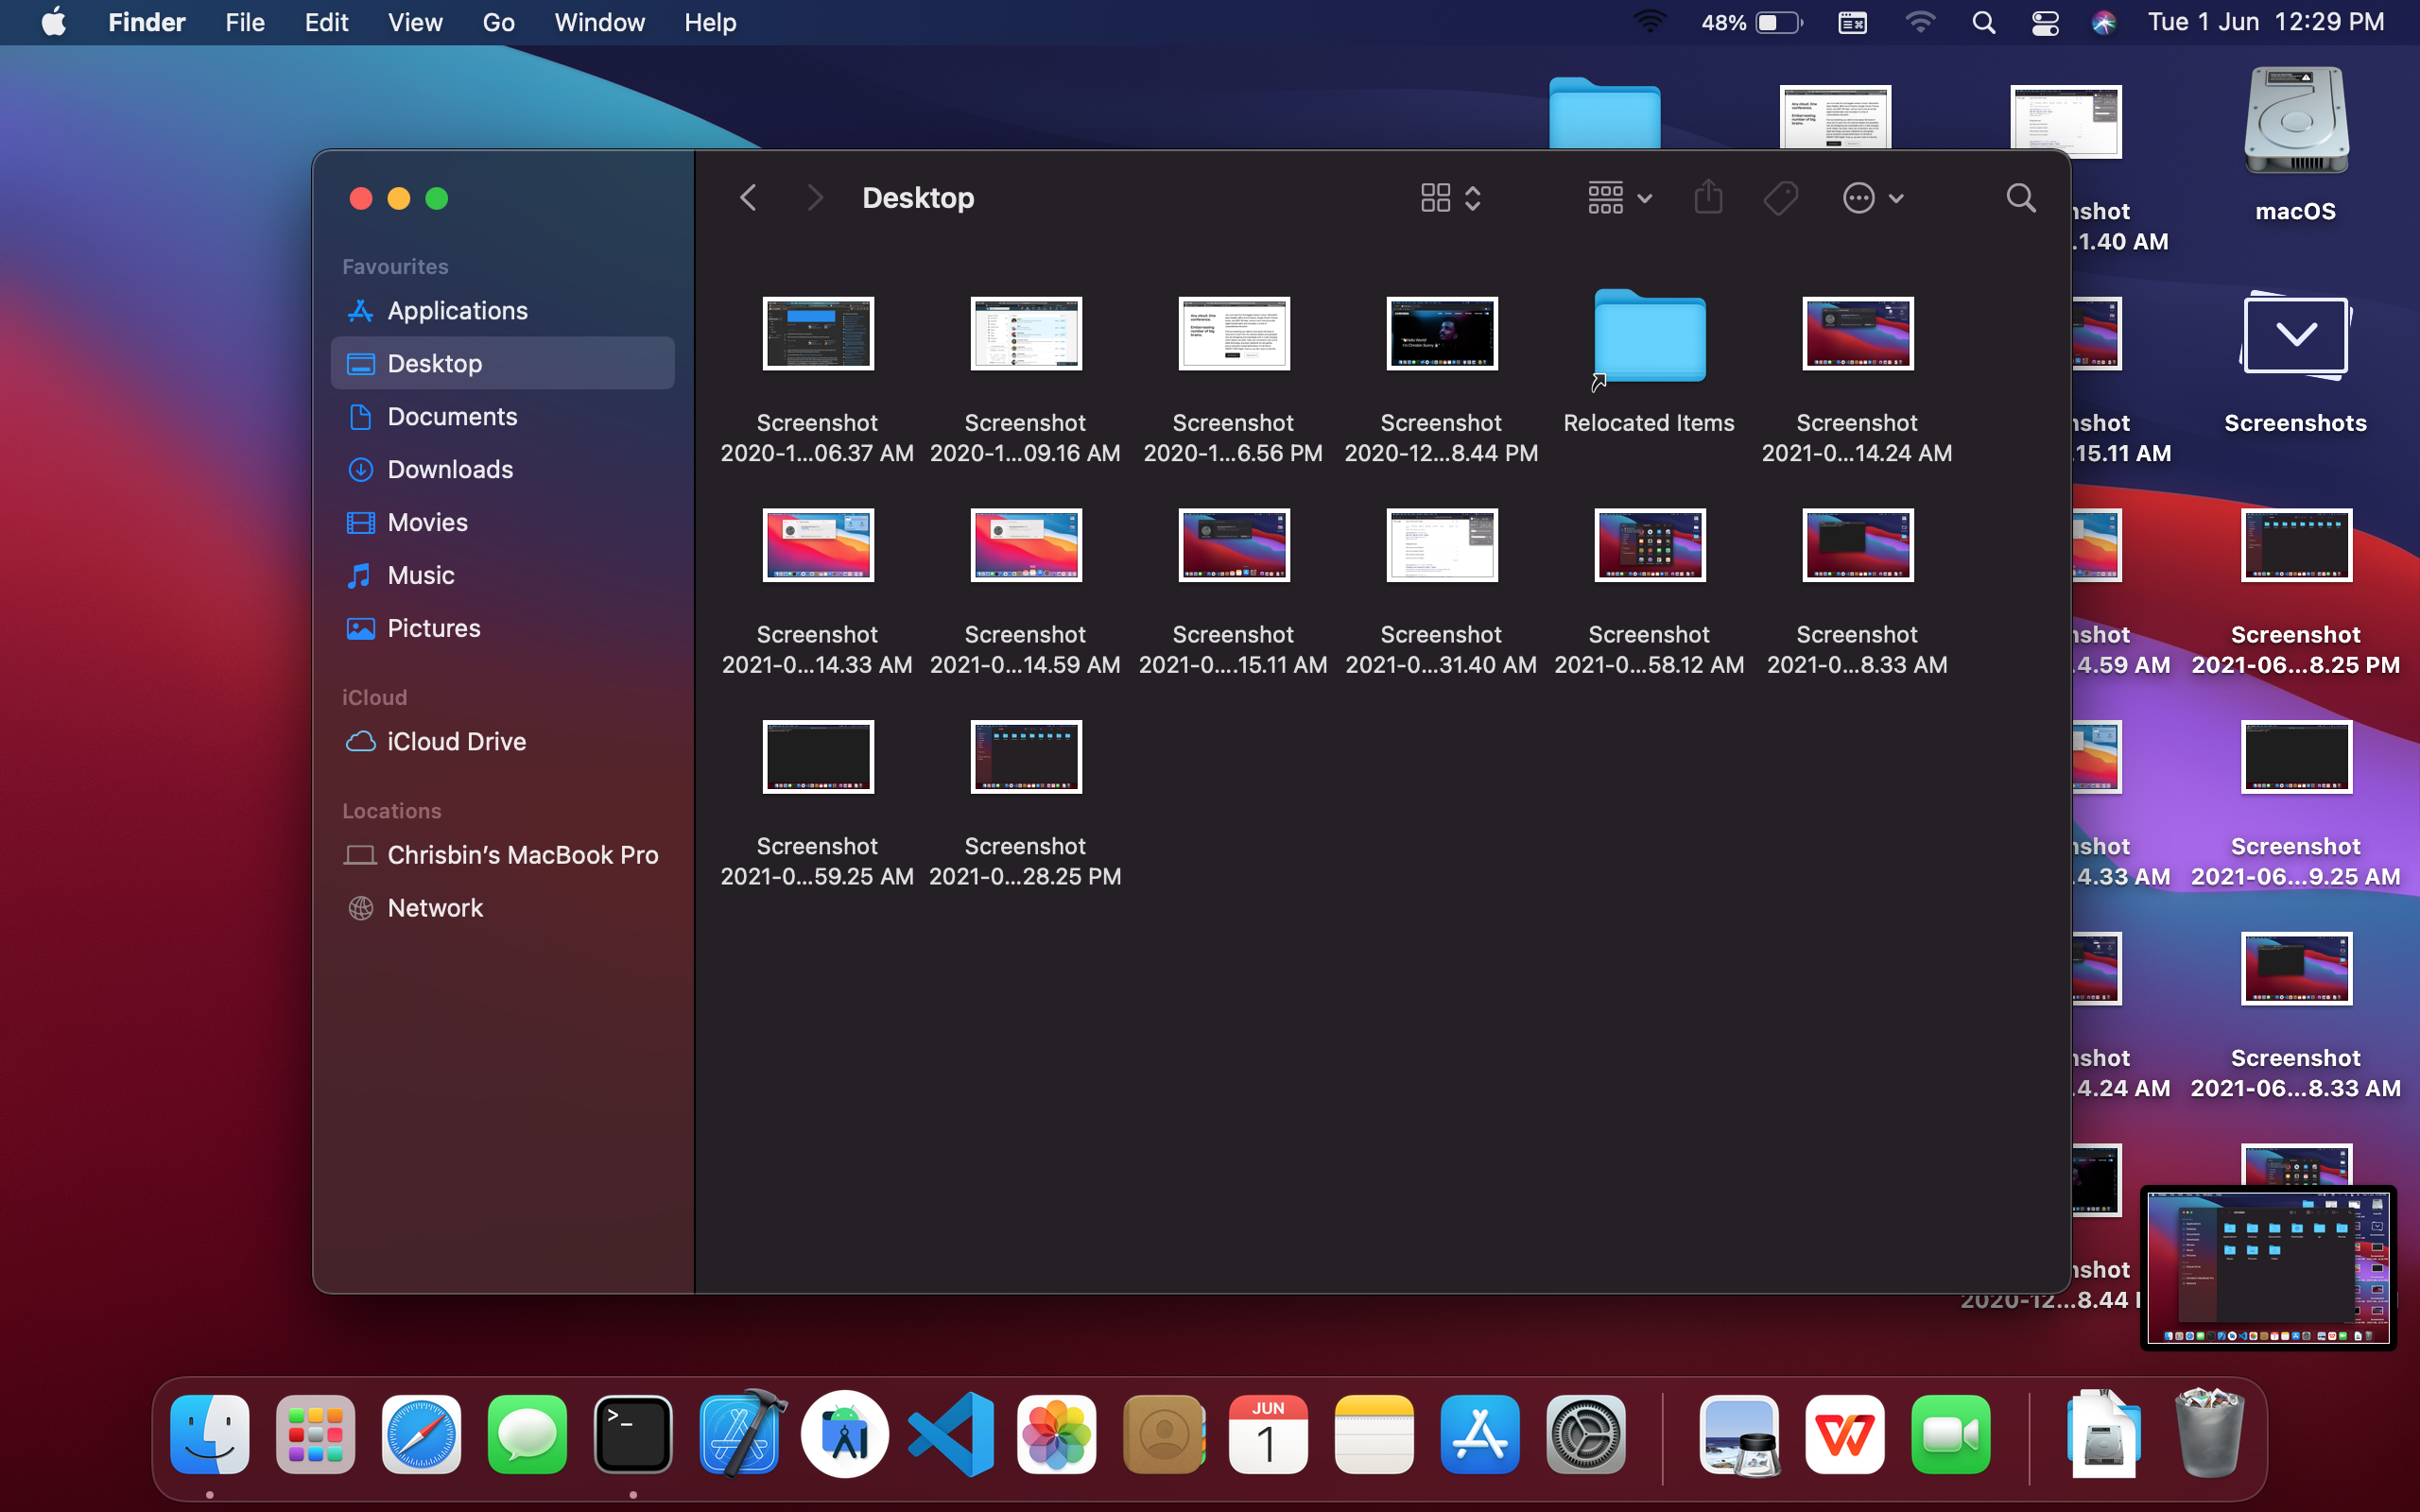 Finder File Edit View Go Window Help
48%
Tue 1 Jun 12:29 PM
Desktop
Favourites
Applications
Desktop
Documents
Downloads
Movies
Music
Pictures
iCloud
iCloud Drive
Locations
Chrisbin's MacBook Pro
Network
Screenshot
2020-1...06.37 AM
Screenshot
2020-1...09.16 AM
Screenshot
2020-1...6.56 PM
Screenshot
2020-12...8.44 PM
Relocated Items
Screenshot
2021-0...14.24 AM
Screenshot
2021-0...14.33 AM
Screenshot
2021-0...14.59 AM
Screenshot
2021-0....15.11 AM
Screenshot
2021-0...31.40 AM
Screenshot
2021-0...58.12 AM
Screenshot
2021-0...8.33 AM
Screenshot
2021-0...59.25 AM
Screenshot
2021-0...28.25 PM
nshot
.1.40 AM
macOS
nshot
15.11 AM
Screenshots
nshot
.4.59 AM
Screenshot
2021-06...8.25 PM
nshot
.4.33 AM
Screenshot
2021-06...9.25 AM
nshot
.4.24 AM
Screenshot
2021-06...8.33 AM
nshot
2020-12...8.44
JUN
1